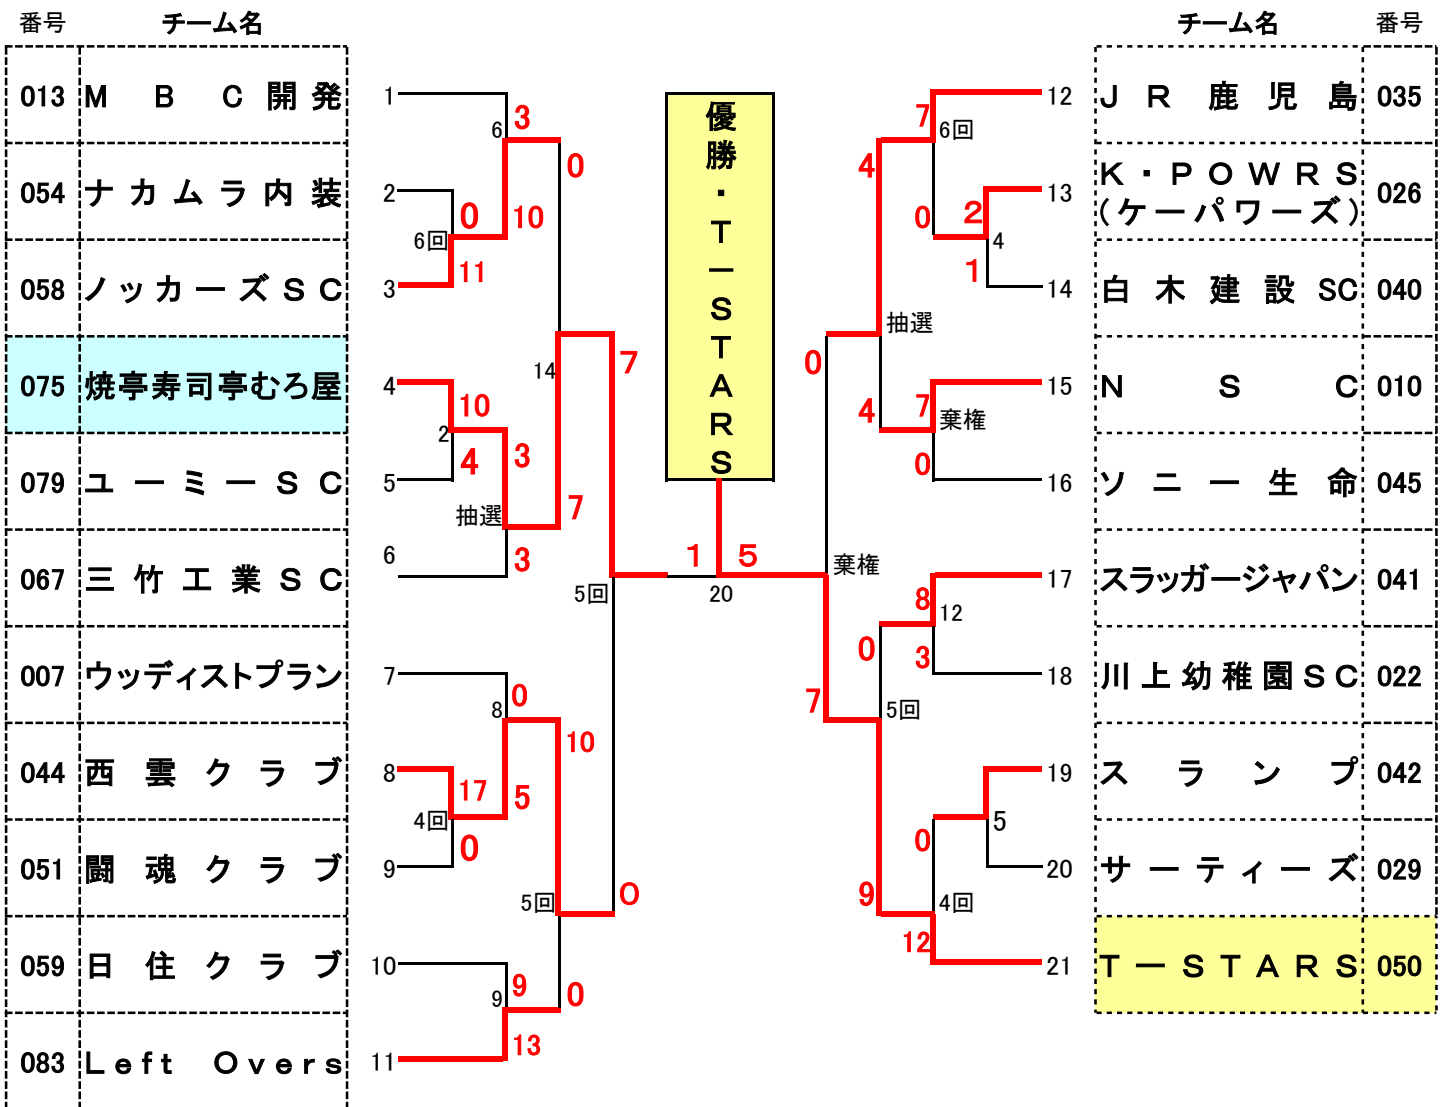 番号 チーム名
013 MBC開発 1
054 ナカムラ内装 2
058 ノッカーズSC 3
075 焼亭寿司亭むろ屋 4
079 ユーミーSC 5
067 三竹工業SC 6
007 ウッディストプラン 7
044 西雲クラブ 8
051 闘魂クラブ 9
059 日住クラブ 10
083 Left Overs 11
6 3
0
0 10
6回
11
14
7
10
2
4 3
抽選
7
3
5回
0
8
10
17 5
4回
0
5回
0
9 9
0
13
優勝・T-STARS
1 5
20
チーム名 番号
12 JR鹿児島 035
13 K・POWRS
(ケーパワーズ) 026
14 白木建設SC 040
15 NSC 010
16 ソニー生命 045
17 スラッガージャパン 041
18 川上幼稚園SC 022
19 スランプ 042
20 サーティーズ 029
21 T-STARS 050
7
6回
4
0 2
4
1
抽選
0
4 7
棄権
0
棄権
8
12
0 3
7
5回
0
5
9
4回
12